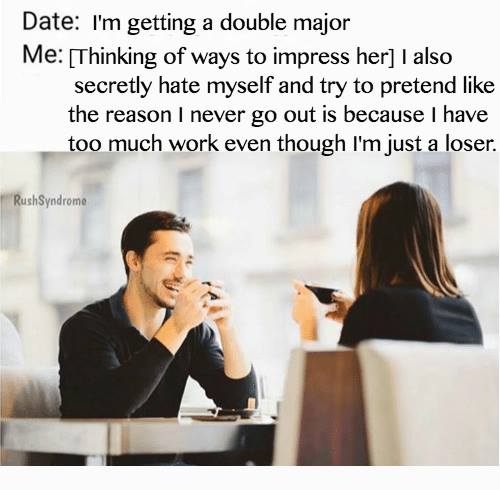 Date: I'm getting a double major
Me: [Thinking of ways to impress her] I also
secretly hate myself and try to pretend like
the reason I never go out is because I have
too much work even though I'm just a loser.
RushSyndrome